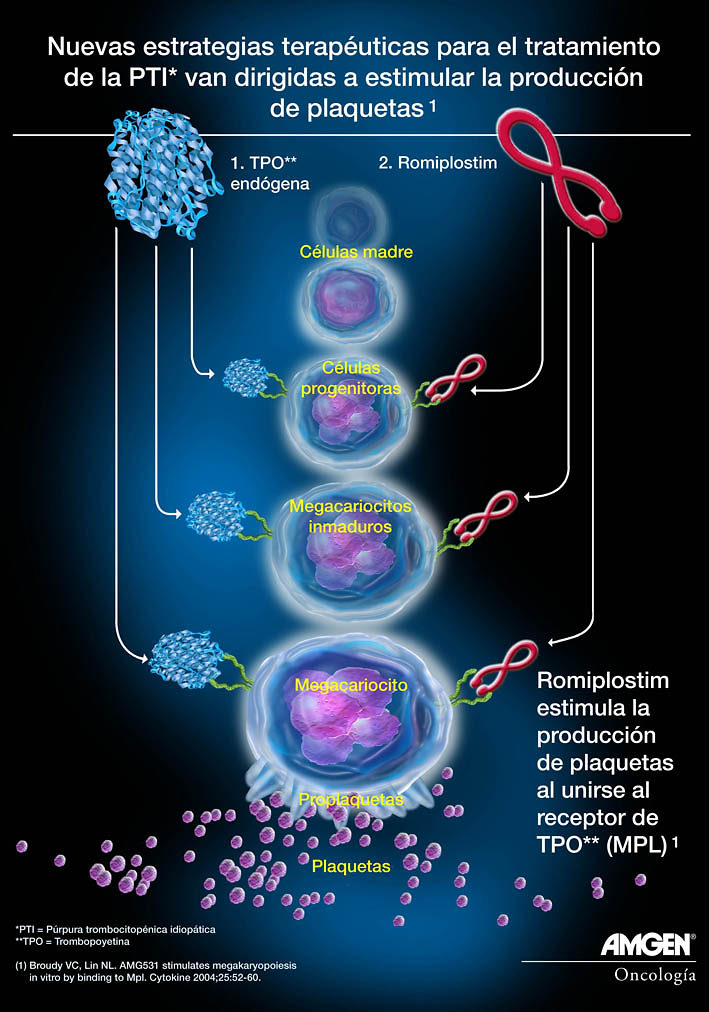 Nuevas estrategias terapéuticas para el tratamiento
de la PTI* van dirigidas a estimular la producción
de plaquetas 1
1. TPO**
endógena
2. Romiplostim
Células madre
Células
progenitoras
Megacariocitos
inmaduros
Megacariocito
Proplaquetas
Plaquetas
Romiplostim
estimula la
producción
de plaquetas
al unirse al
receptor de
TPO** (MPL) 1
*PTI = Púrpura trombocitopénica idiopática
**TPO = Trombopoyetina
(1) Broudy VC, Lin NL. AMG531 stimulates megakaryopoiesis
in vitro by binding to Mpl. Cytokine 2004;25:52-60.
AMGEN®
Oncología